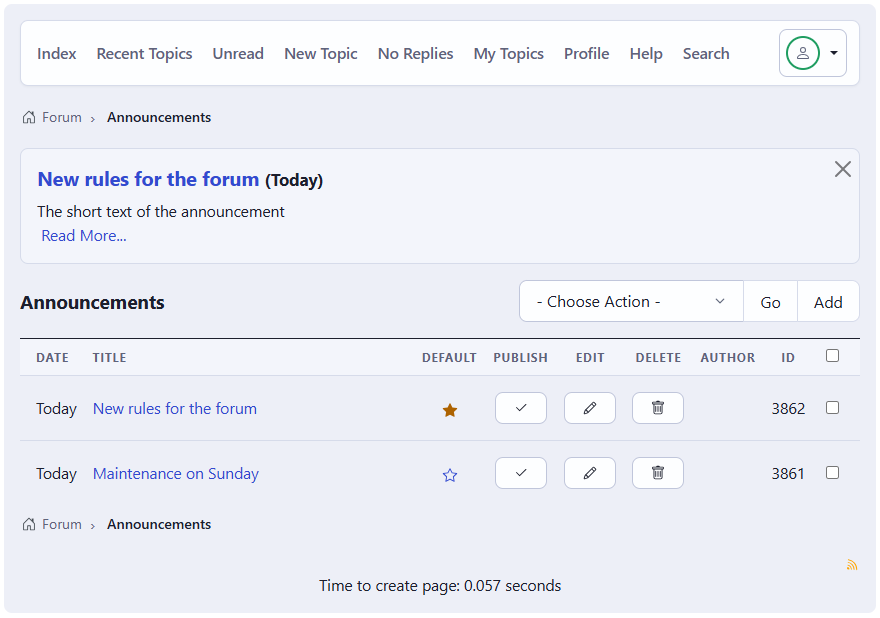 Index Recent Topics Unread New Topic No Replies My Topics Profile Help Search
Forum › Announcements
New rules for the forum (Today)
The short text of the announcement
Read More...
Announcements - Choose Action - Go Add
DATE TITLE DEFAULT PUBLISH EDIT DELETE AUTHOR ID
Today New rules for the forum 3862
Today Maintenance on Sunday 3861
Forum › Announcements
Time to create page: 0.057 seconds